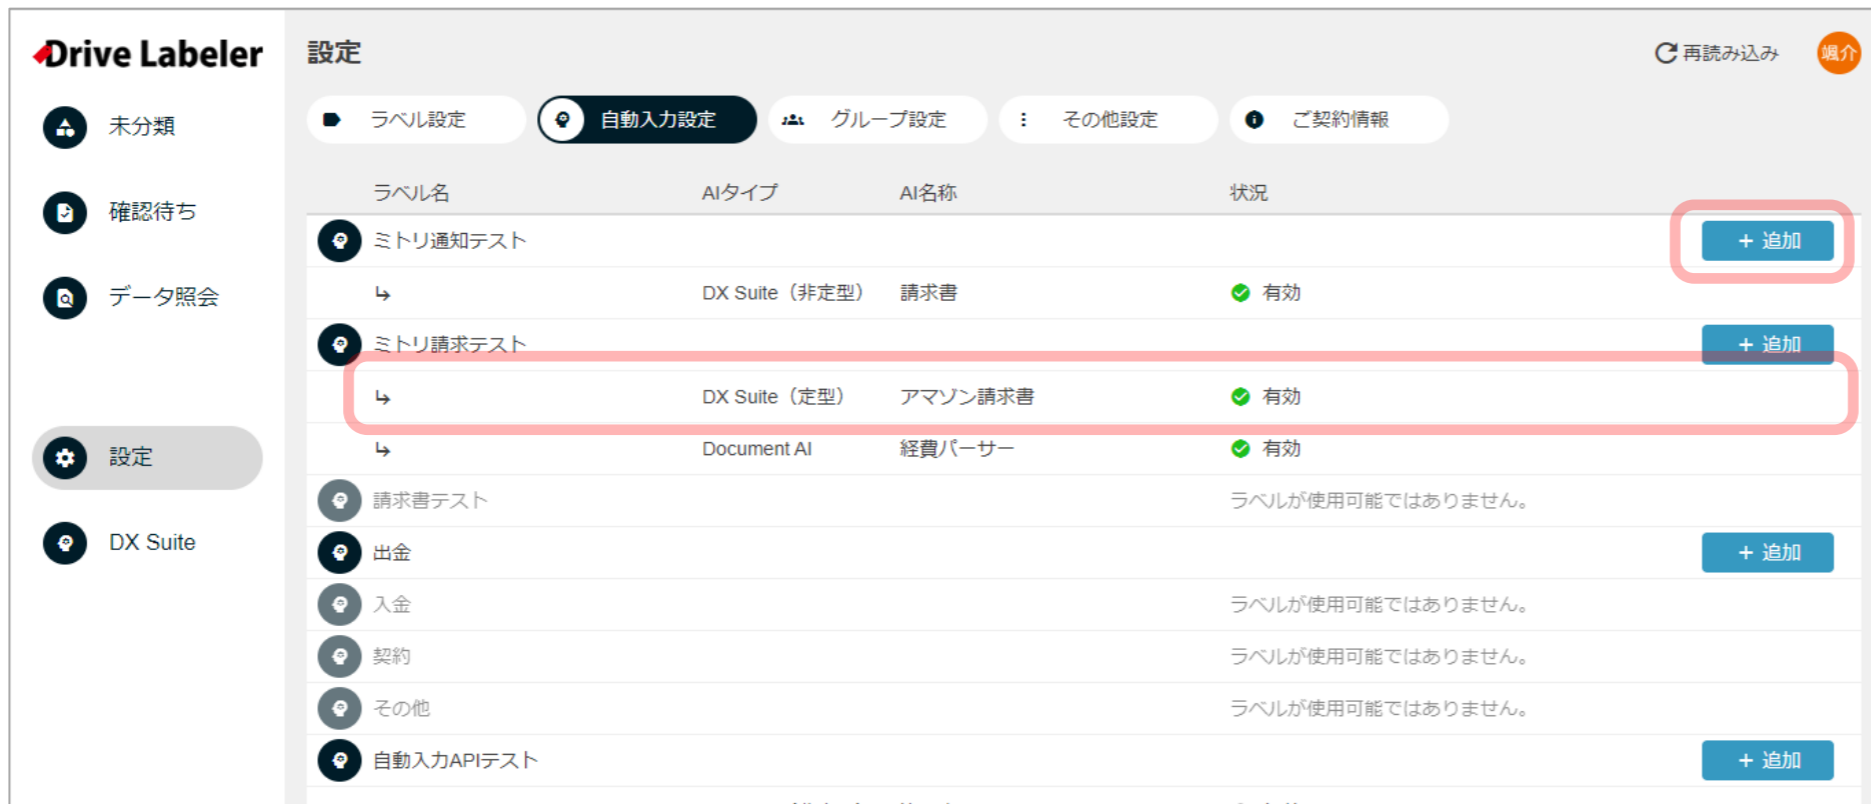 Drive Labeler
設定
再読み込み
颯介
未分類
確認待ち
データ照会
設定
DX Suite
ラベル設定
自動入力設定
グループ設定
その他設定
ご契約情報
ラベル名 AIタイプ AI名称 状況
ミトリ通知テスト + 追加
DX Suite（非定型） 請求書 有効
ミトリ請求テスト + 追加
DX Suite（定型） アマゾン請求書 有効
Document AI 経費パーサー 有効
請求書テスト ラベルが使用可能ではありません。
出金 + 追加
入金 ラベルが使用可能ではありません。
契約 ラベルが使用可能ではありません。
その他 ラベルが使用可能ではありません。
自動入力APIテスト + 追加